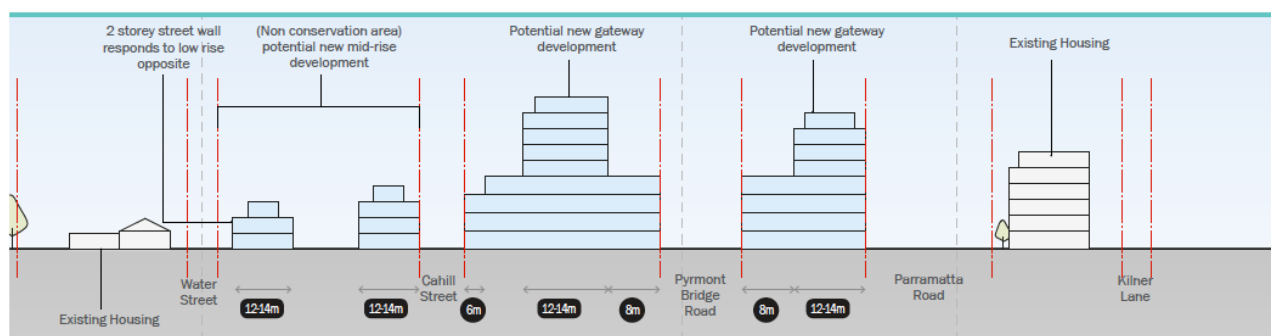 2 storey street wall
responds to low rise
opposite
(Non conservation area)
potential new mid-rise
development
Potential new gateway
development
Potential new gateway
development
Existing Housing
Water
Street
Cahill
Street
Pyrmont
Bridge
Road
Parramatta
Road
Kilner
Lane
12-14m
12-14m
6m
12-14m
8m
8m
12-14m
Existing Housing